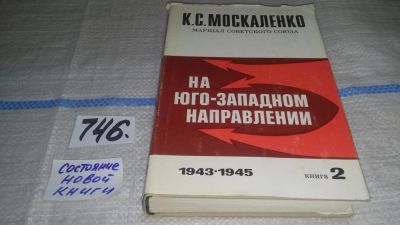 К.С. МОСКАЛЕНКО
МАРШАЛ СОВЕТСКОГО СОЮЗА
НА
ЮГО-ЗАПАДНОМ
НАПРАВЛЕНИИ
1943-1945
КНИГА 2
746.
СОСТОЯНИЕ
НОВОЙ
КНИГИ